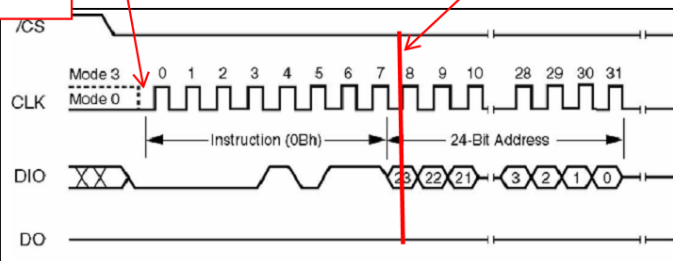 /CS
Mode 3
0 1 2 3 4 5 6 7 8 9 10 28 29 30 31
CLK
Mode 0
Instruction (0Bh)
24-Bit Address
DIO
23 22 21 3 2 1 0
DO